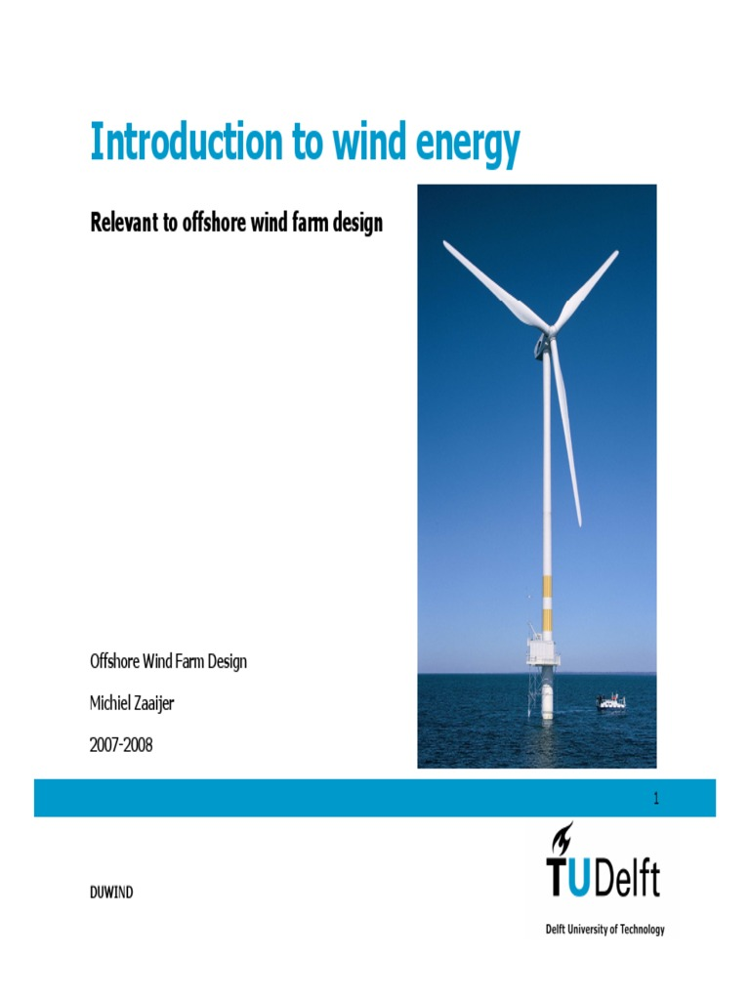 Introduction to wind energy
Relevant to offshore wind farm design
Offshore Wind Farm Design
Michiel Zaaijer
2007-2008
1
DUWIND
TUDelft
Delft University of Technology